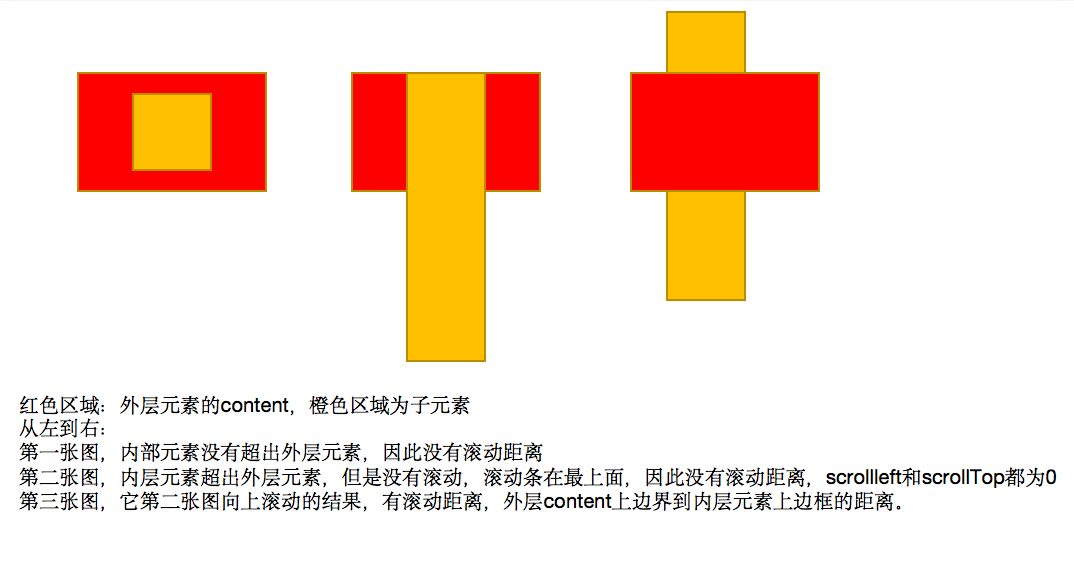 红色区域：外层元素的content，橙色区域为子元素
从左到右：
第一张图，内部元素没有超出外层元素，因此没有滚动距离
第二张图，内层元素超出外层元素，但是没有滚动，滚动条在最上面，因此没有滚动距离，scrollleft和scrollTop都为0
第三张图，它第二张图向上滚动的结果，有滚动距离，外层content上边界到内层元素上边框的距离。